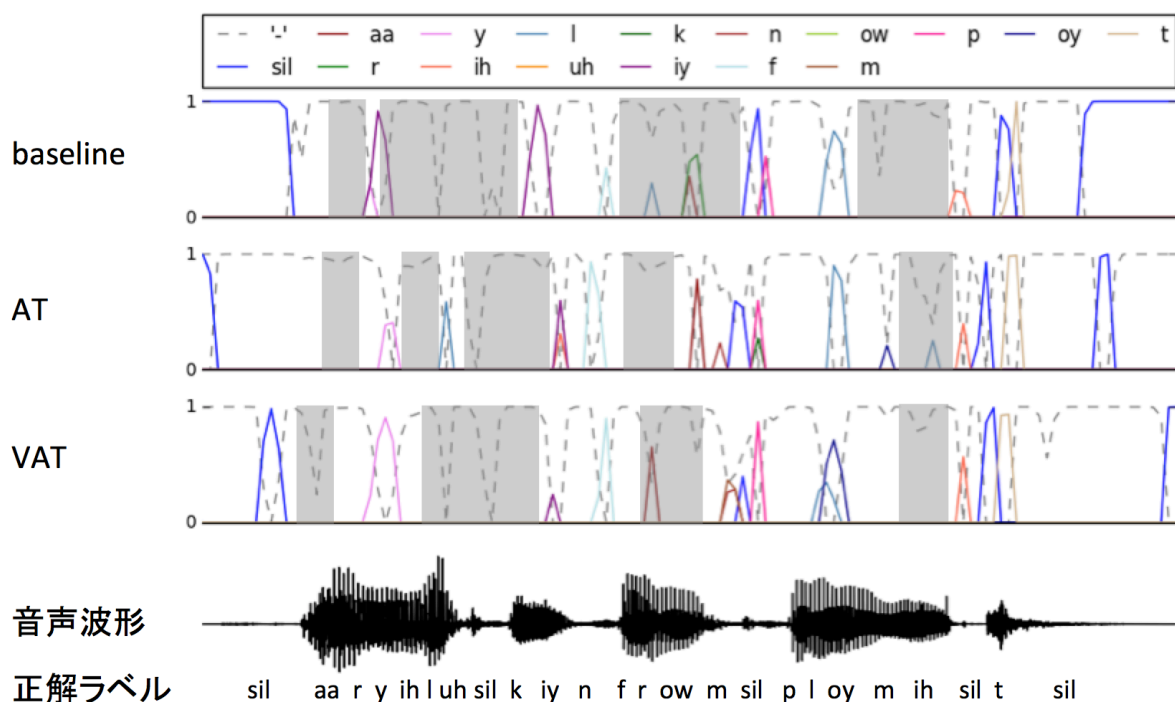 '-' aa y l k n ow p oy t
sil r ih uh iy f m
baseline
1
0
AT
1
0
VAT
1
0
音声波形
正解ラベル sil aa r y ih l uh sil k iy n f r ow m sil p l oy m ih sil t sil